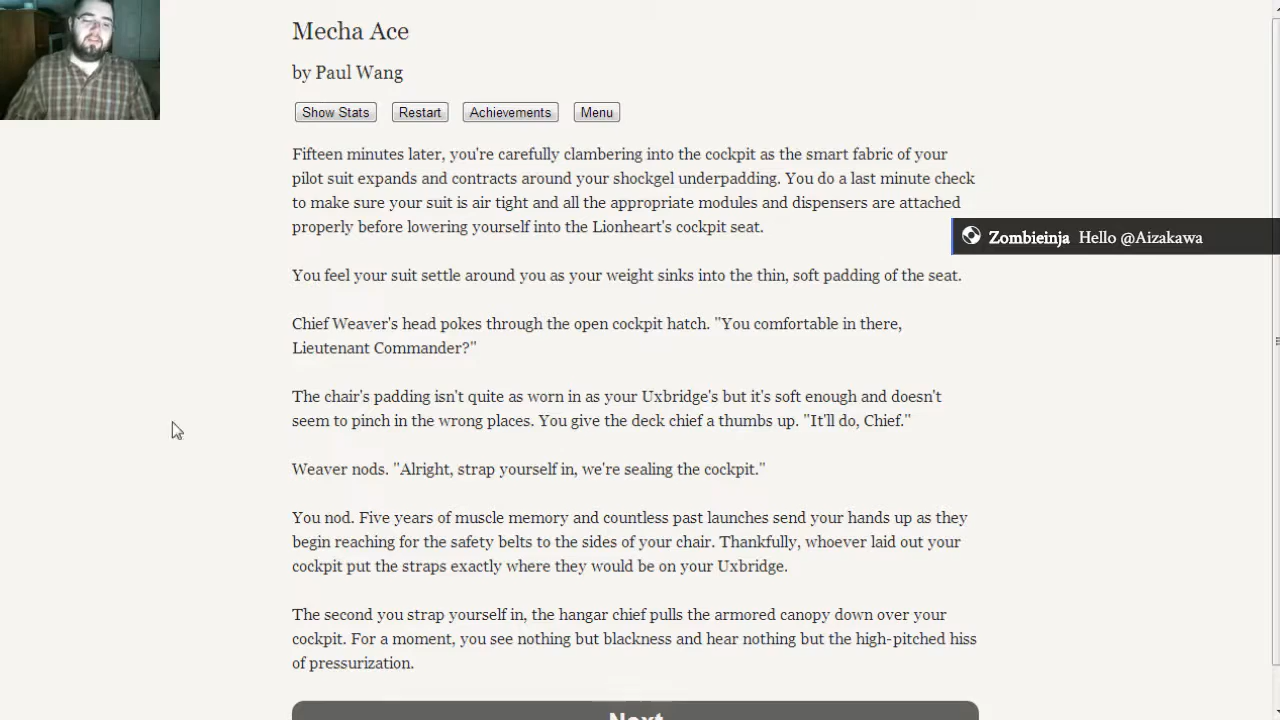 Mecha Ace
by Paul Wang
Show Stats Restart Achievements Menu
Fifteen minutes later, you're carefully clambering into the cockpit as the smart fabric of your
pilot suit expands and contracts around your shockgel underpadding. You do a last minute check
to make sure your suit is air tight and all the appropriate modules and dispensers are attached
properly before lowering yourself into the Lionheart's cockpit seat.
Zombieinja Hello @Aizakawa
You feel your suit settle around you as your weight sinks into the thin, soft padding of the seat.
Chief Weaver's head pokes through the open cockpit hatch. "You comfortable in there,
Lieutenant Commander?"
The chair's padding isn't quite as worn in as your Uxbridge's but it's soft enough and doesn't
seem to pinch in the wrong places. You give the deck chief a thumbs up. "It'll do, Chief."
Weaver nods. "Alright, strap yourself in, we're sealing the cockpit."
You nod. Five years of muscle memory and countless past launches send your hands up as they
begin reaching for the safety belts to the sides of your chair. Thankfully, whoever laid out your
cockpit put the straps exactly where they would be on your Uxbridge.
The second you strap yourself in, the hangar chief pulls the armored canopy down over your
cockpit. For a moment, you see nothing but blackness and hear nothing but the high-pitched hiss
of pressurization.
Next